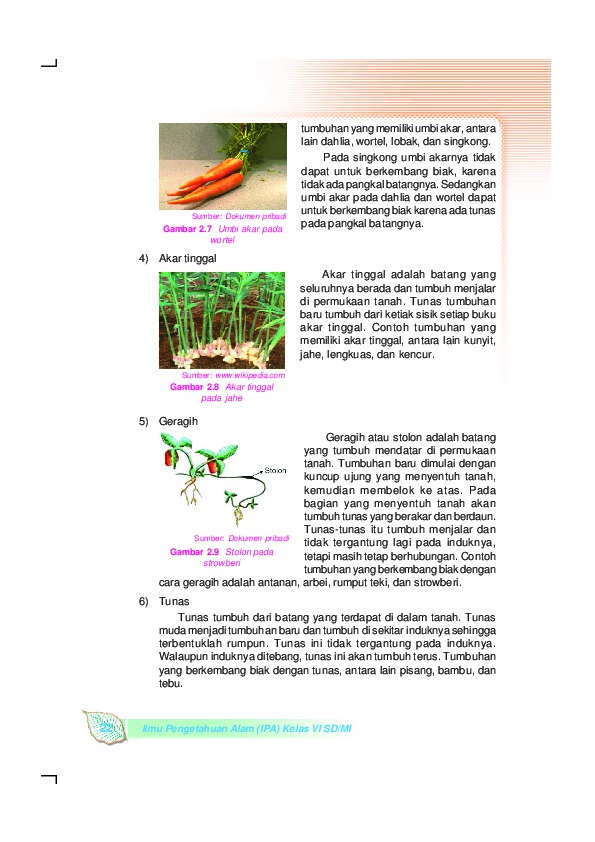 tumbuhan yang memiliki umbi akar, antara
lain dahlia, wortel, lobak, dan singkong.
Pada singkong umbi akarnya tidak
dapat untuk berkembang biak, karena
tidak ada pangkal batangnya. Sedangkan
umbi akar pada dahlia dan wortel dapat
untuk berkembang biak karena ada tunas
pada pangkal batangnya.
Sumber: Dokumen pribadi
Gambar 2.7 Umbi akar pada
wortel
4) Akar tinggal
Akar tinggal adalah batang yang
seluruhnya berada dan tumbuh menjalar
di permukaan tanah. Tunas tumbuhan
baru tumbuh dari ketiak sisik setiap buku
akar tinggal. Contoh tumbuhan yang
memiliki akar tinggal, antara lain kunyit,
jahe, lengkuas, dan kencur.
Sumber: www.wikipedia.com
Gambar 2.8 Akar tinggal
pada jahe
5) Geragih
Stolon
Sumber: Dokumen pribadi
Gambar 2.9 Stolon pada
strowberi
Geragih atau stolon adalah batang
yang tumbuh mendatar di permukaan
tanah. Tumbuhan baru dimulai dengan
kuncup ujung yang menyentuh tanah,
kemudian membelok ke atas. Pada
bagian yang menyentuh tanah akan
tumbuh tunas yang berakar dan berdaun.
Tunas-tunas itu tumbuh menjalar dan
tidak tergantung lagi pada induknya,
tetapi masih tetap berhubungan. Contoh
tumbuhan yang berkembang biak dengan
cara geragih adalah antanan, arbei, rumput teki, dan strowberi.
6) Tunas
Tunas tumbuh dari batang yang terdapat di dalam tanah. Tunas
muda menjadi tumbuhan baru dan tumbuh di sekitar induknya sehingga
terbentuklah rumpun. Tunas ini tidak tergantung pada induknya.
Walaupun induknya ditebang, tunas ini akan tumbuh terus. Tumbuhan
yang berkembang biak dengan tunas, antara lain pisang, bambu, dan
tebu.
Ilmu Pengetahuan Alam (IPA) Kelas VI SD/MI